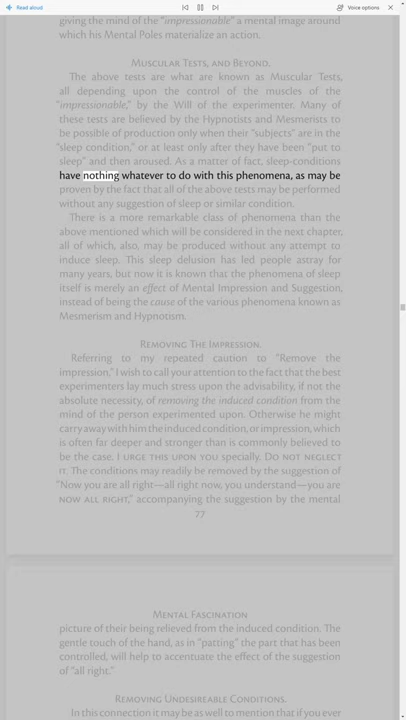 Read aloud
Voice options
giving the mind of the "impressionable" a mental image around
which his Mental Poles materialize an action.
Muscular Tests, and Beyond.
The above tests are what are known as Muscular Tests,
all depending upon the control of the muscles of the
"impressionable," by the Will of the experimenter. Many of
these tests are believed by the Hypnotists and Mesmerists to
be possible of production only when their "subjects" are in the
"sleep condition," or at least only after they have been "put to
sleep" and then aroused. As a matter of fact, sleep-conditions
have nothing whatever to do with this phenomena, as may be
proven by the fact that all of the above tests may be performed
without any suggestion of sleep or similar condition.
There is a more remarkable class of phenomena than the
above mentioned which will be considered in the next chapter,
all of which, also, may be produced without any attempt to
induce sleep. This sleep delusion has led people astray for
many years, but now it is known that the phenomena of sleep
itself is merely an effect of Mental Impression and Suggestion,
instead of being the cause of the various phenomena known as
Mesmerism and Hypnotism.
Removing The Impression.
Referring to my repeated caution to "Remove the
impression," I wish to call your attention to the fact that the best
experimenters lay much stress upon the advisability, if not the
absolute necessity, of removing the induced condition from the
mind of the person experimented upon. Otherwise he might
carry away with him the induced condition, or impression, which
is often far deeper and stronger than is commonly believed to
be the case. I urge this upon you specially. Do not neglect
it. The conditions may readily be removed by the suggestion of
"Now you are all right—all right now, you understand—you are
now all right," accompanying the suggestion by the mental
77
Mental Fascination
picture of their being relieved from the induced condition. The
gentle touch of the hand, as in "patting" the part that has been
controlled, will help to accentuate the effect of the suggestion
of "all right."
Removing Undesireable Conditions.
In this connection it may be as well to mention that if you ever